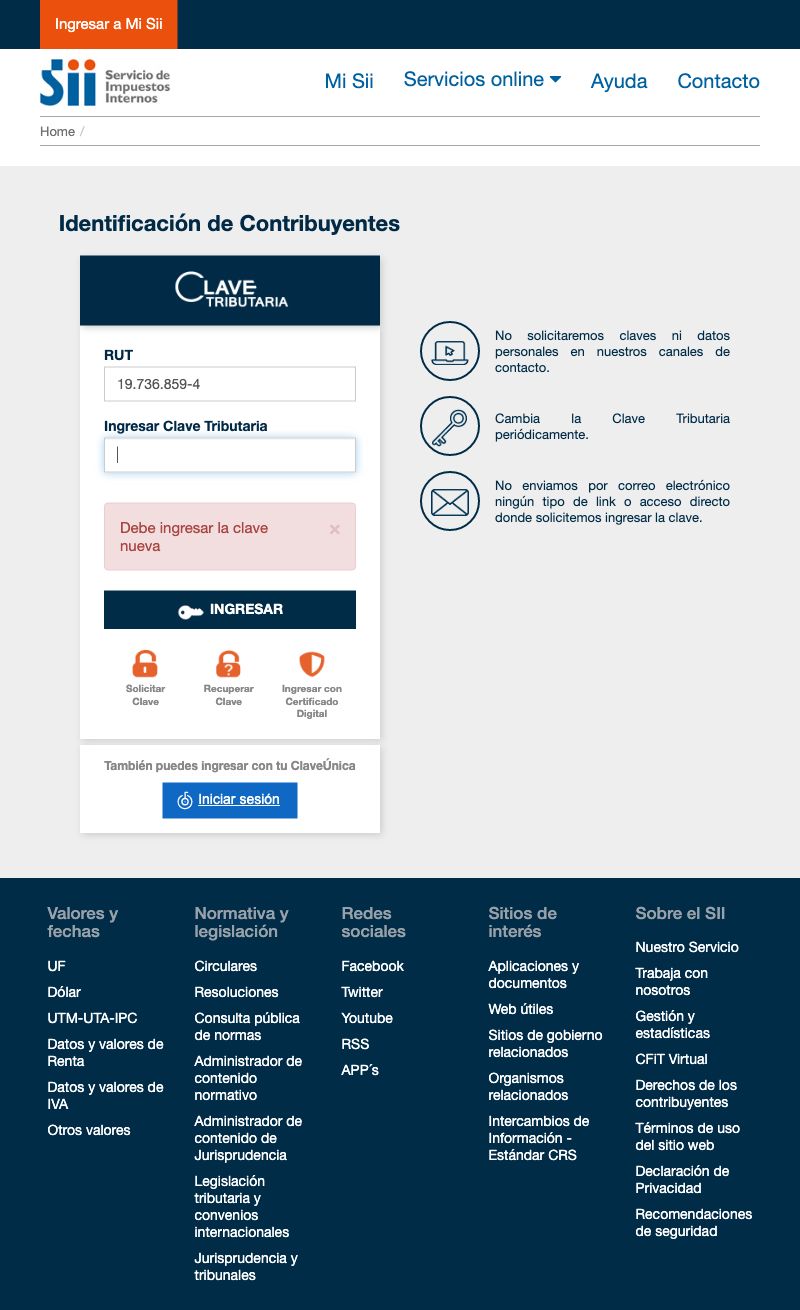 Ingresar a Mi Sii
Sii Servicio de
Impuestos
Internos
Mi Sii
Servicios online
Ayuda
Contacto
Home /
Identificación de Contribuyentes
CLAVE
TRIBUTARIA
RUT
19.736.859-4
Ingresar Clave Tributaria
Debe ingresar la clave ×
nueva
INGRESAR
Solicitar
Clave
Recuperar
Clave
Ingresar con
Certificado
Digital
También puedes ingresar con tu ClaveÚnica
Iniciar sesión
No solicitaremos claves ni datos
personales en nuestros canales de
contacto.
Cambia la Clave Tributaria
periódicamente.
No enviamos por correo electrónico
ningún tipo de link o acceso directo
donde solicitemos ingresar la clave.
Valores y
fechas
UF
Dólar
UTM-UTA-IPC
Datos y valores de
Renta
Datos y valores de
IVA
Otros valores
Normativa y
legislación
Circulares
Resoluciones
Consulta pública
de normas
Administrador de
contenido
normativo
Administrador de
contenido de
Jurisprudencia
Legislación
tributaria y
convenios
internacionales
Jurisprudencia y
tribunales
Redes
sociales
Facebook
Twitter
Youtube
RSS
APP´s
Sitios de
interés
Aplicaciones y
documentos
Web útiles
Sitios de gobierno
relacionados
Organismos
relacionados
Intercambios de
Información -
Estándar CRS
Sobre el SII
Nuestro Servicio
Trabaja con
nosotros
Gestión y
estadísticas
CFiT Virtual
Derechos de los
contribuyentes
Términos de uso
del sitio web
Declaración de
Privacidad
Recomendaciones
de seguridad